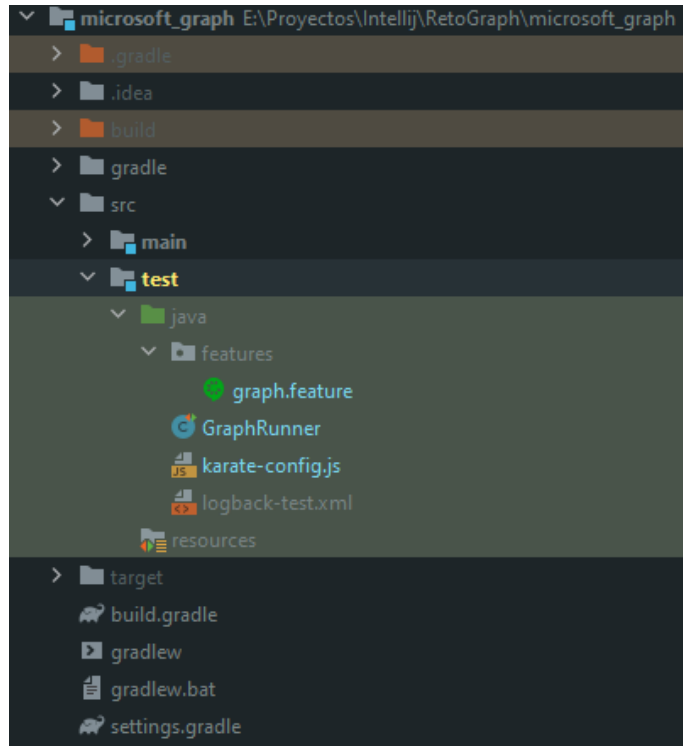 microsoft_graph E:\Proyectos\Intellij\RetoGraph\microsoft_graph
.gradle
.idea
build
gradle
src
main
test
java
features
graph.feature
GraphRunner
karate-config.js
logback-test.xml
resources
target
build.gradle
gradlew
gradlew.bat
settings.gradle